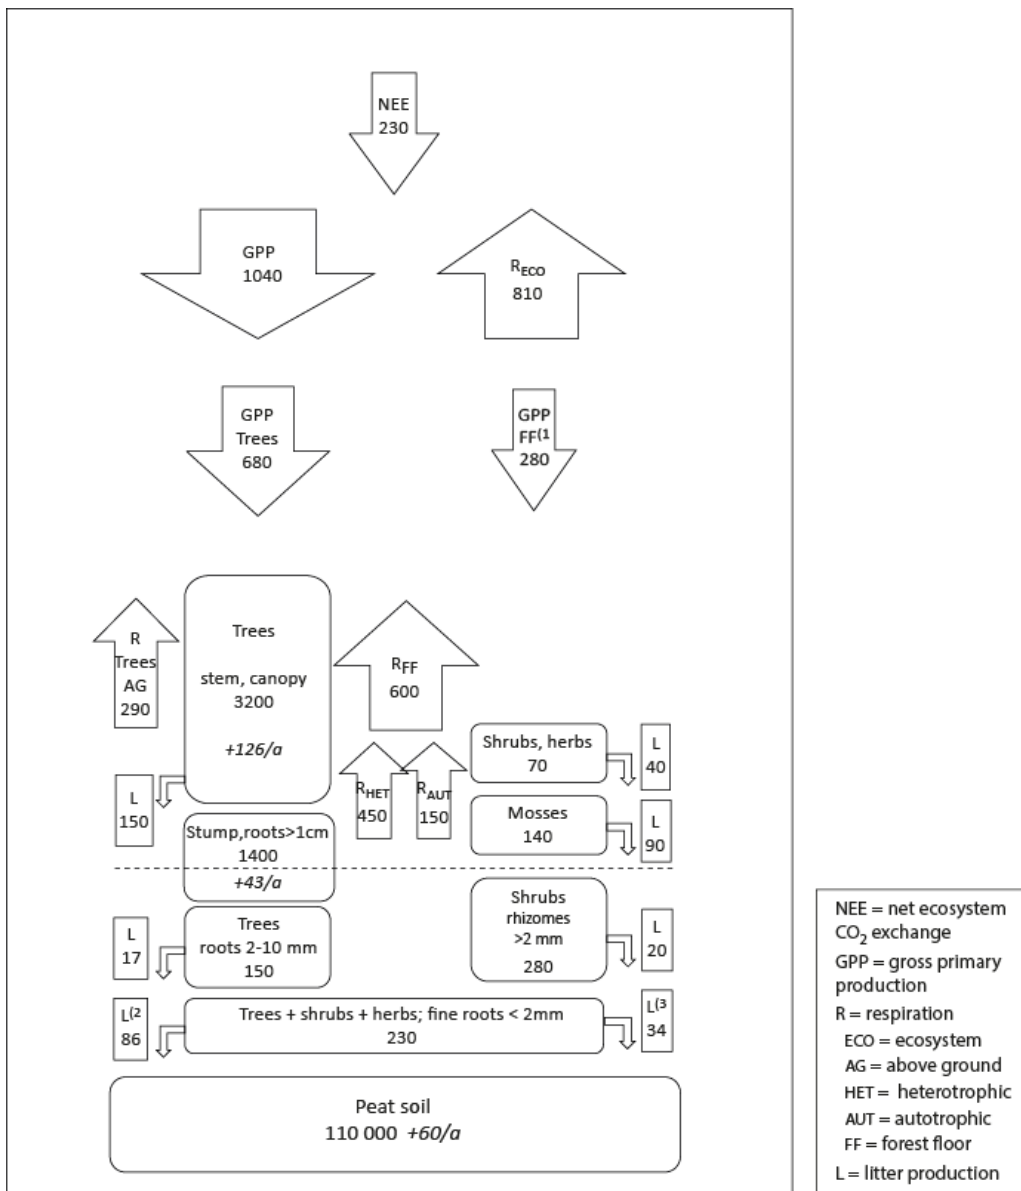 NEE
230
GPP
1040
R_ECO
810
GPP
Trees
680
GPP
FF(1
280
R
Trees
AG
290
Trees
stem, canopy
3200
+126/a
R_FF
600
R_HET
450
R_AUT
150
Shrubs, herbs
70
L
40
L
150
Stump,roots>1cm
1400
+43/a
Mosses
140
L
90
L
17
Trees
roots 2-10 mm
150
Shrubs
rhizomes
>2 mm
280
L
20
L(2
86
Trees + shrubs + herbs; fine roots < 2mm
230
L(3
34
Peat soil
110 000 +60/a
NEE = net ecosystem
CO2 exchange
GPP = gross primary
production
R = respiration
ECO = ecosystem
AG = above ground
HET = heterotrophic
AUT = autotrophic
FF = forest floor
L = litter production